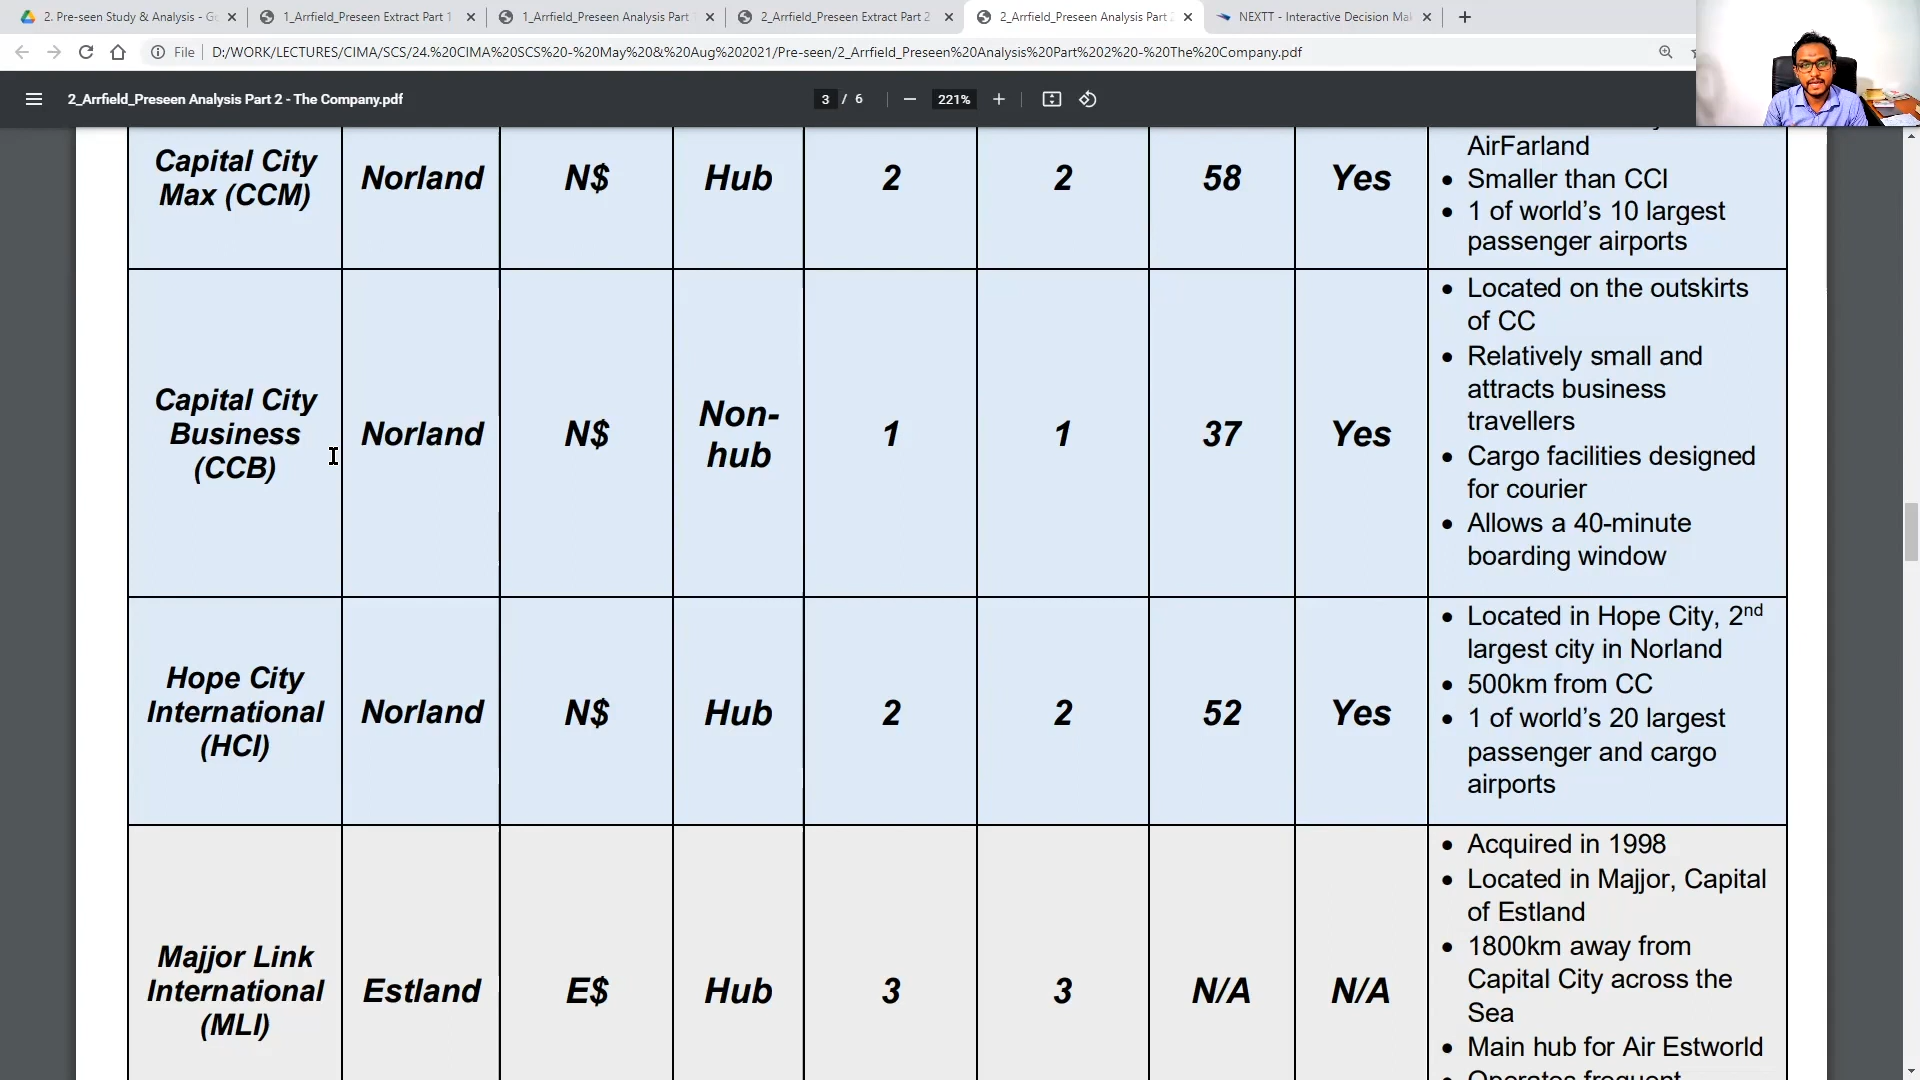 2. Pre-seen Study & Analysis - Go
1_Arrfield_Preseen Extract Part 1
1_Arrfield_Preseen Analysis Part
2_Arrfield_Preseen Extract Part 2
2_Arrfield_Preseen Analysis Part 2
NEXTT - Interactive Decision Mak
File
D:/WORK/LECTURES/CIMA/SCS/24.%20CIMA%20SCS%20-%20May%20&%20Aug%202021/Pre-seen/2_Arrfield_Preseen%20Analysis%20Part%202%20-%20The%20Company.pdf
2_Arrfield_Preseen Analysis Part 2 - The Company.pdf
3 / 6
221%
Capital City
Max (CCM)
Norland
N$
Hub
2
2
58
Yes
AirFarland
• Smaller than CCI
• 1 of world's 10 largest
passenger airports
Capital City
Business
(CCB)
Norland
N$
Non-
hub
1
1
37
Yes
• Located on the outskirts
of CC
• Relatively small and
attracts business
travellers
• Cargo facilities designed
for courier
• Allows a 40-minute
boarding window
Hope City
International
(HCI)
Norland
N$
Hub
2
2
52
Yes
• Located in Hope City, 2nd
largest city in Norland
• 500km from CC
• 1 of world's 20 largest
passenger and cargo
airports
Majjor Link
International
(MLI)
Estland
E$
Hub
3
3
N/A
N/A
• Acquired in 1998
• Located in Majjor, Capital
of Estland
• 1800km away from
Capital City across the
Sea
• Main hub for Air Estworld
• Operates frequent